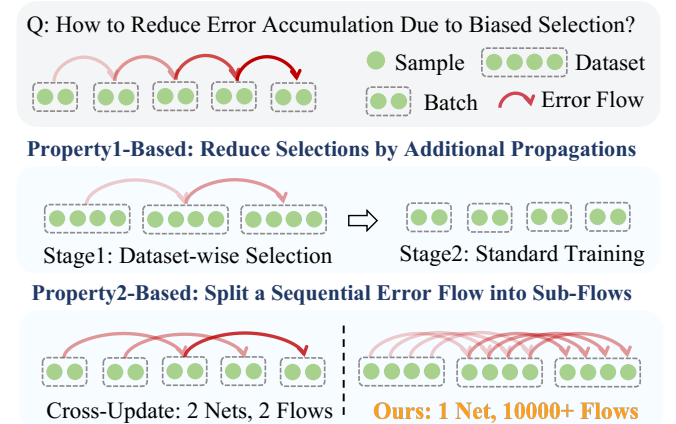 Q: How to Reduce Error Accumulation Due to Biased Selection?
Sample
Dataset
Batch
Error Flow
Property1-Based: Reduce Selections by Additional Propagations
Stage1: Dataset-wise Selection
Stage2: Standard Training
Property2-Based: Split a Sequential Error Flow into Sub-Flows
Cross-Update: 2 Nets, 2 Flows
Ours: 1 Net, 10000+ Flows